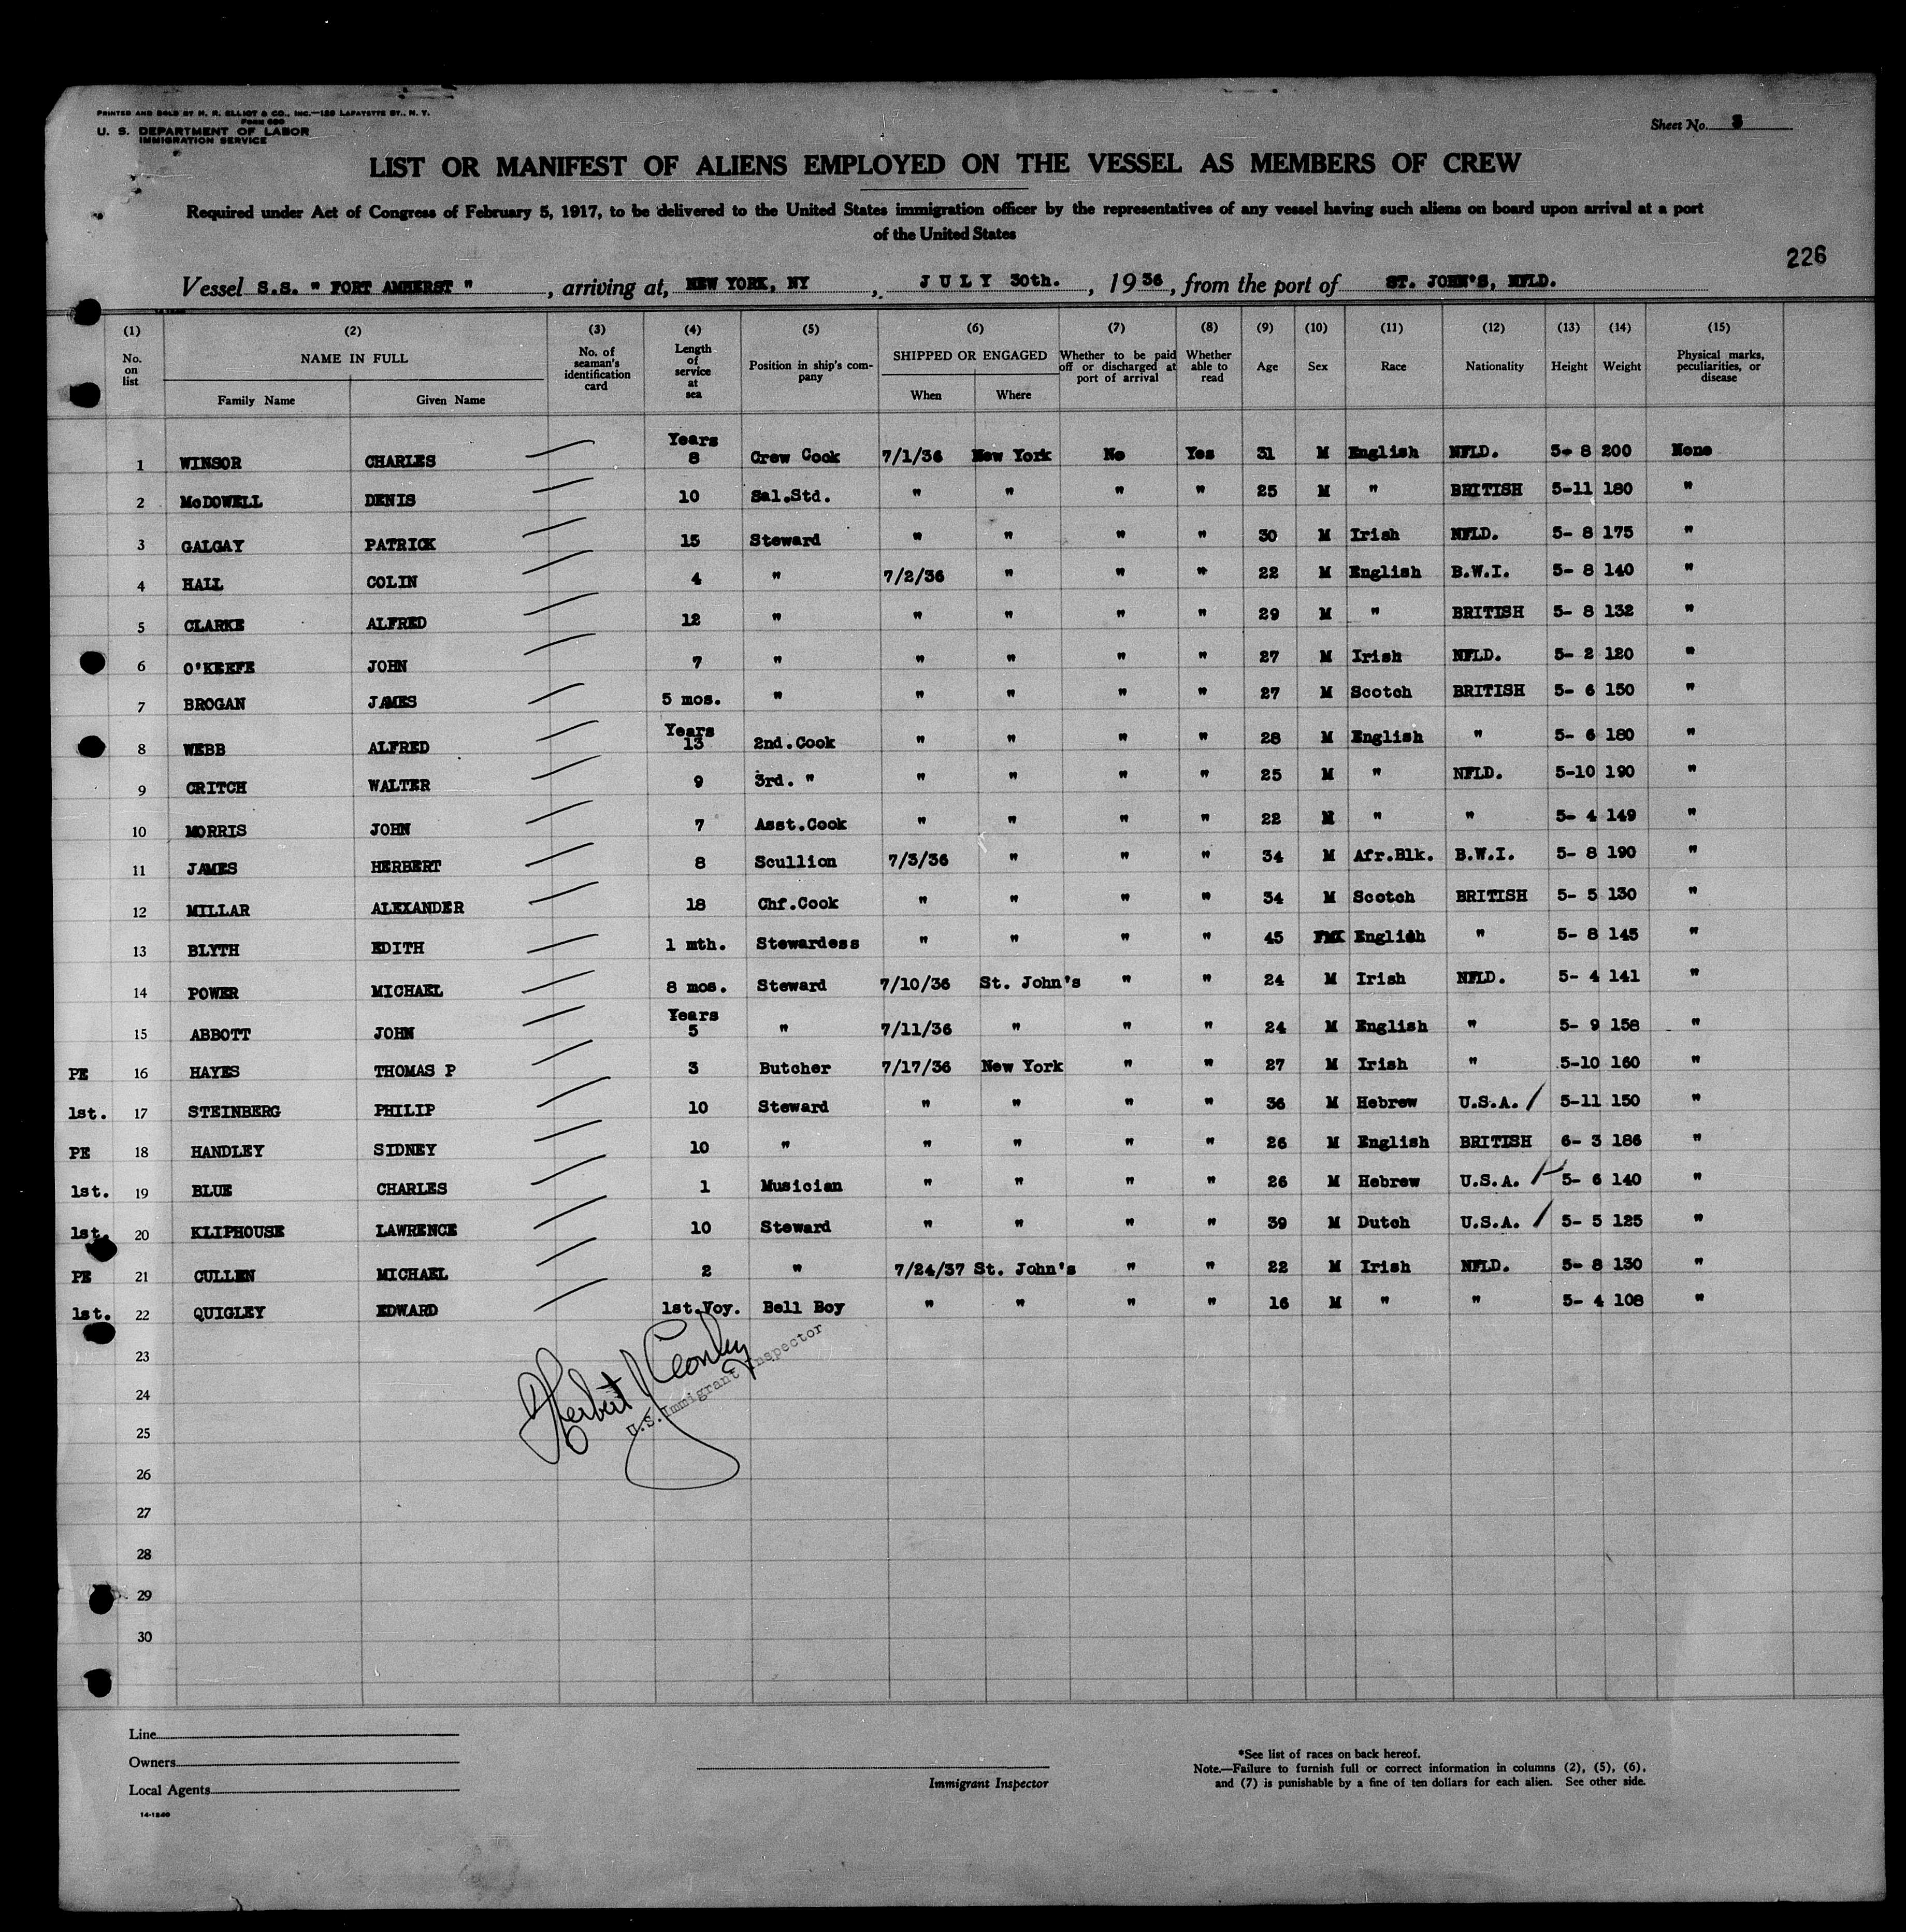 PRINTED AND SOLD BY H. R. ELLIOT & CO., INC.—129 LAFAYETTE ST., N. Y.
FORM 680
U. S. DEPARTMENT OF LABOR
IMMIGRATION SERVICE
Sheet No. 3
LIST OR MANIFEST OF ALIENS EMPLOYED ON THE VESSEL AS MEMBERS OF CREW
Required under Act of Congress of February 5, 1917, to be delivered to the United States immigration officer by the representatives of any vessel having such aliens on board upon arrival at a port
of the United States
226
Vessel S.S. " FORT AMHERST " , arriving at, NEW YORK, NY , JULY 30th. , 1936 , from the port of ST. JOHN'S, NFLD.
(1) (2) (3) (4) (5) (6) (7) (8) (9) (10) (11) (12) (13) (14) (15)
No. on list NAME IN FULL No. of seaman's identification card Length of service at sea Position in ship's company SHIPPED OR ENGAGED Whether to be paid off or discharged at port of arrival Whether able to read Age Sex Race Nationality Height Weight Physical marks, peculiarities, or disease
Family Name Given Name When Where
1 WINSOR CHARLES Years 8 Crew Cook 7/1/36 New York No Yes 31 M English NFLD. 5- 8 200 None
2 McDOWELL DENIS 10 Sal.Std. " " " " 25 M " BRITISH 5-11 180 "
3 GALGAY PATRICK 15 Steward " " " " 30 M Irish NFLD. 5- 8 175 "
4 HALL COLIN 4 " 7/2/36 " " " 22 M English B.W.I. 5- 8 140 "
5 CLARKE ALFRED 12 " " " " " 29 M " BRITISH 5- 8 132 "
6 O'KEEFE JOHN 7 " " " " " 27 M Irish NFLD. 5- 2 120 "
7 BROGAN JAMES 5 mos. " " " " " 27 M Scotch BRITISH 5- 6 150 "
8 WEBB ALFRED Years 13 2nd.Cook " " " " 28 M English " 5- 6 180 "
9 CRITCH WALTER 9 3rd. " " " " " 25 M " NFLD. 5-10 190 "
10 MORRIS JOHN 7 Asst.Cook " " " " 22 M " " 5- 4 149 "
11 JAMES HERBERT 8 Scullion 7/3/36 " " " 34 M Afr.Blk. B.W.I. 5- 8 190 "
12 MILLAR ALEXANDER 18 Chf.Cook " " " " 34 M Scotch BRITISH 5- 5 130 "
13 BLYTH EDITH 1 mth. Stewardess " " " " 45 English " 5- 8 145 "
14 POWER MICHAEL 8 mos. Steward 7/10/36 St. John's " " 24 M Irish NFLD. 5- 4 141 "
15 ABBOTT JOHN Years 5 " 7/11/36 " " " 24 M English " 5- 9 158 "
PE 16 HAYES THOMAS P 3 Butcher 7/17/36 New York " " 27 M Irish " 5-10 160 "
1st. 17 STEINBERG PHILIP 10 Steward " " " " 36 M Hebrew U.S.A. 5-11 150 "
PE 18 HANDLEY SIDNEY 10 " " " " " 26 M English BRITISH 6- 3 186 "
1st. 19 BLUE CHARLES 1 Musician " " " " 26 M Hebrew U.S.A. 5- 6 140 "
1st. 20 KLIPHOUSE LAWRENCE 10 Steward " " " " 39 M Dutch U.S.A. 5- 5 125 "
PE 21 CULLEN MICHAEL 2 " 7/24/37 St. John's " " 22 M Irish NFLD. 5- 8 130 "
1st. 22 QUIGLEY EDWARD 1st.Voy. Bell Boy " " " " 16 M " " 5- 4 108 "
23
24
Herbert J
U.S. Immigrant Inspector
25
26
27
28
29
30
Line
Owners
Local Agents
14-1240
Immigrant Inspector
*See list of races on back hereof.
Note.—Failure to furnish full or correct information in columns (2), (5), (6),
and (7) is punishable by a fine of ten dollars for each alien. See other side.